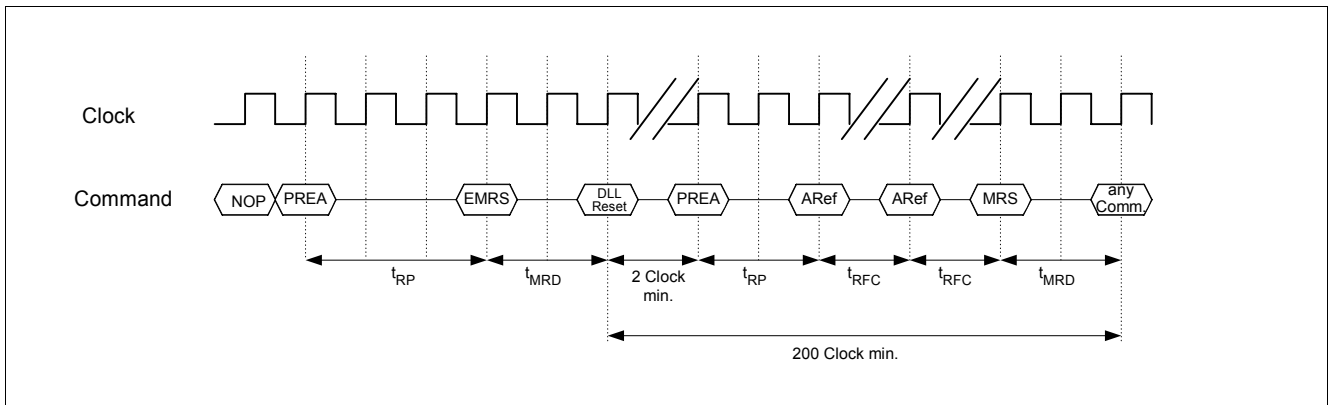 Clock
Command
NOP PREA EMRS DLL Reset PREA ARef ARef MRS any Comm.
tRP tMRD 2 Clock min. tRP tRFC tRFC tMRD
200 Clock min.